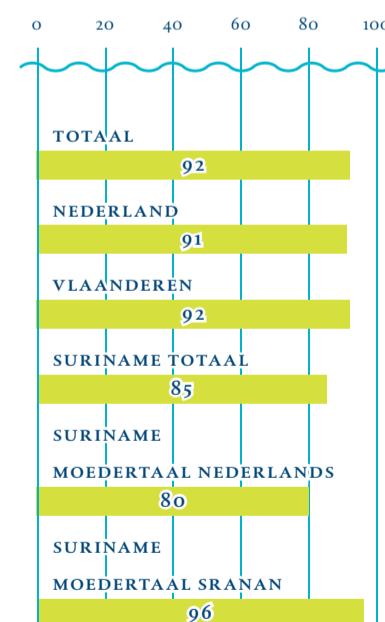 0 20 40 60 80 100
TOTAAL
92
NEDERLAND
91
VLAANDEREN
92
SURINAME TOTAAL
85
SURINAME
MOEDERTAAL NEDERLANDS
80
SURINAME
MOEDERTAAL SRANAN
96